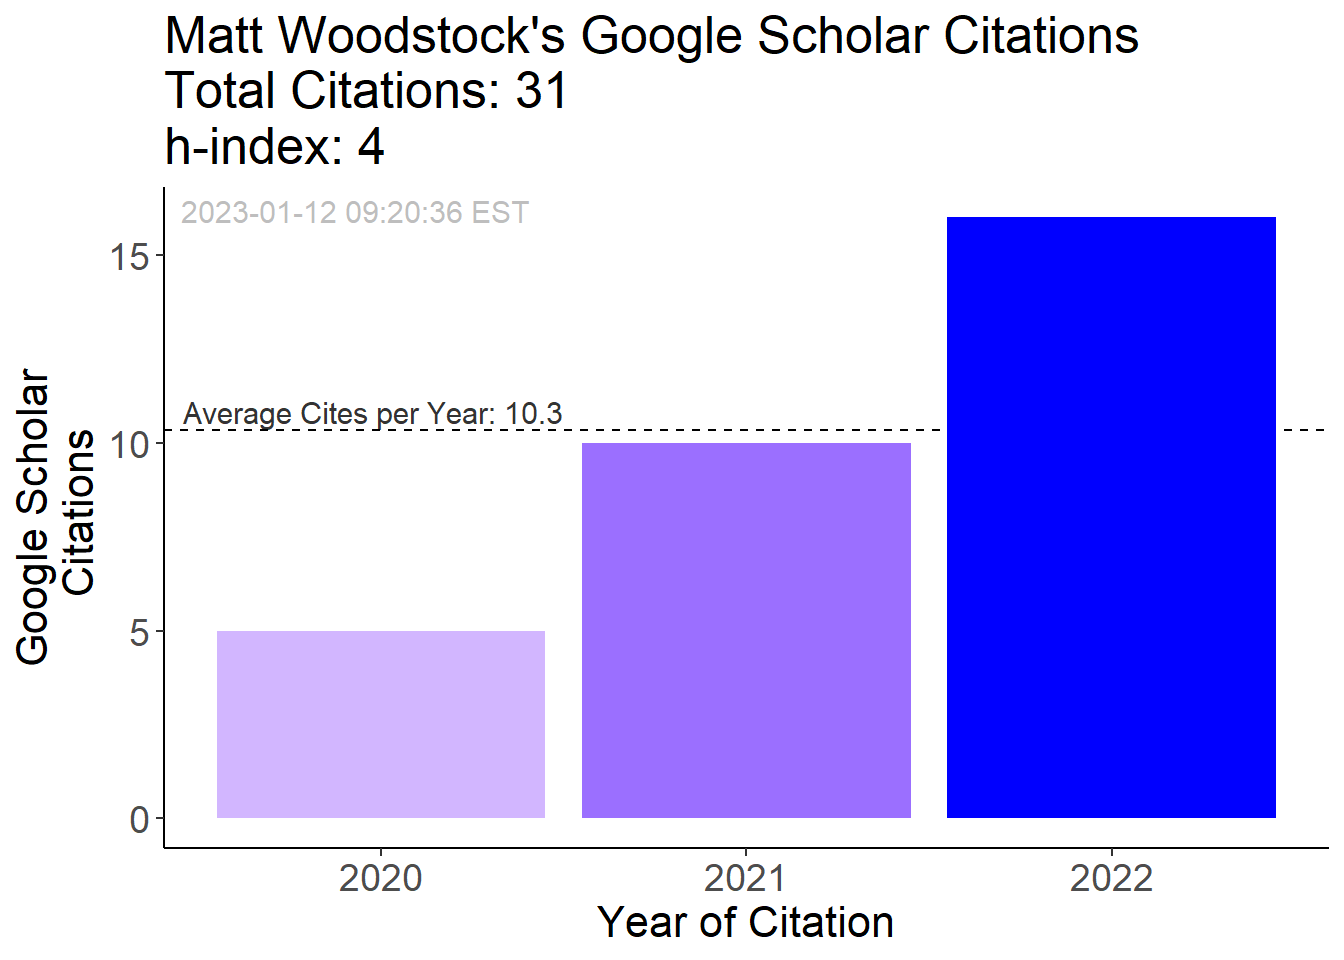 Matt Woodstock's Google Scholar Citations
Total Citations: 31
h-index: 4
2023-01-12 09:20:36 EST
15
Average Cites per Year: 10.3
10
5
0
Google Scholar
Citations
2020
2021
2022
Year of Citation